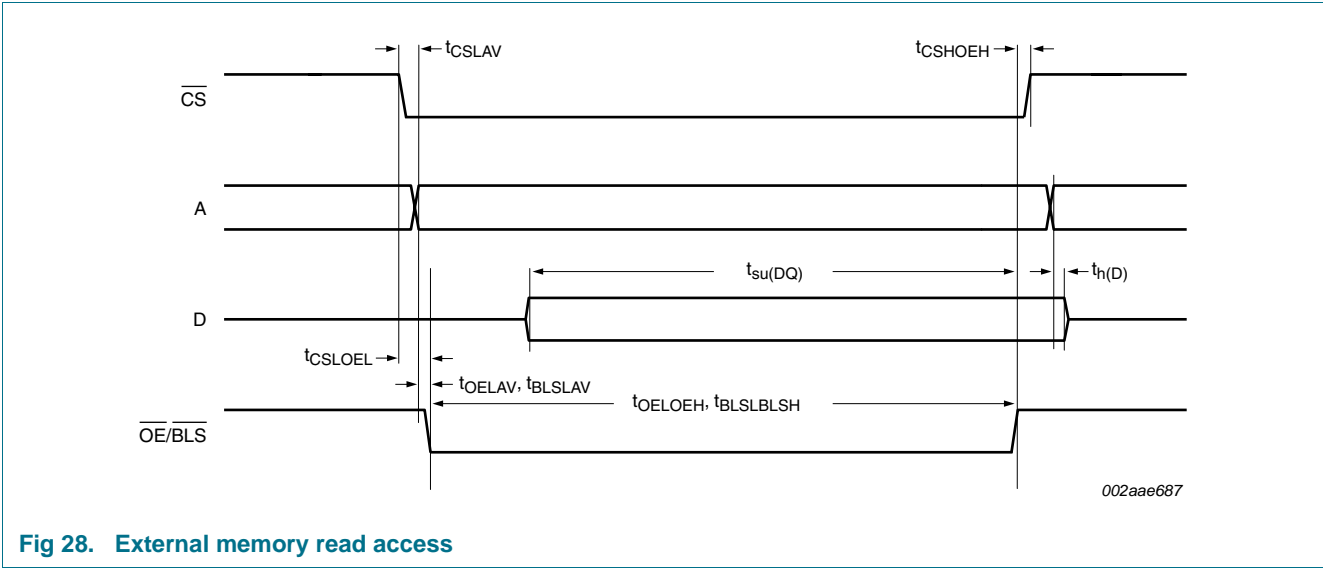 tCSLAV
tCSHOEH
CS
A
tsu(DQ)
th(D)
D
tCSLOEL
tOELAV, tBLSLAV
tOELOEH, tBLSLBLSH
OE/BLS
002aae687
Fig 28. External memory read access